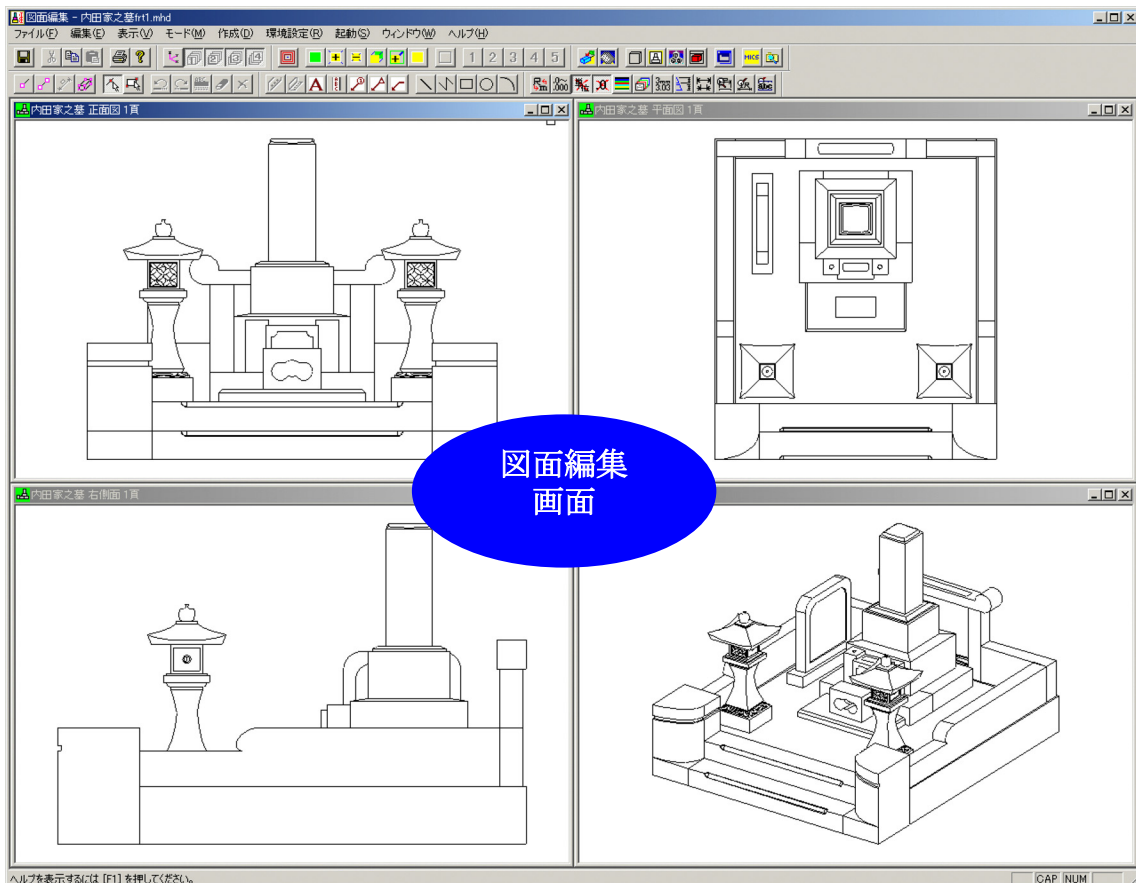 図面編集 - 内田家之墓frt1.mhd
ファイル(F) 編集(E) 表示(V) モード(M) 作成(D) 環境設定(R) 起動(S) ウィンドウ(W) ヘルプ(H)
1 2 3 4 5
内田家之墓 正面図 1頁
内田家之墓 平面図 1頁
図面編集
画面
内田家之墓 右側面 1頁
ヘルプを表示するには [F1] を押してください。
CAP NUM